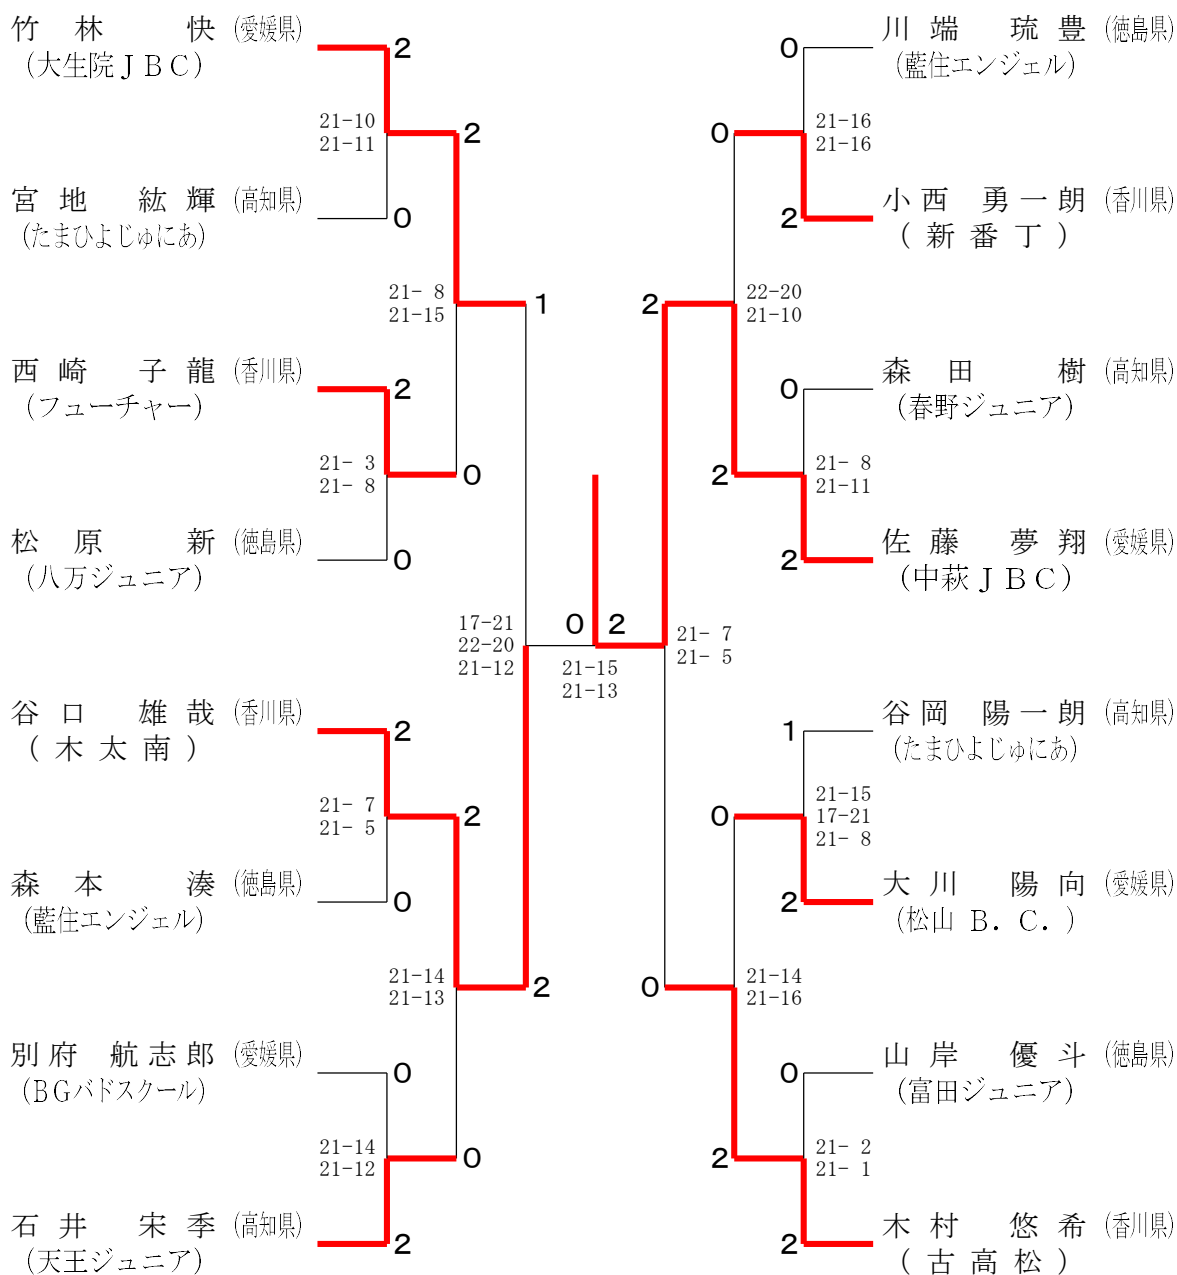 竹林 快 (愛媛県)
(大生院ＪＢＣ)
2
21-10
21-11
2
宮地 紘輝 (高知県)
(たまひよじゅにあ)
0
21- 8
21-15
1
西崎 子龍 (香川県)
(フューチャー)
2
21- 3
21- 8
0
松原 新 (徳島県)
(八万ジュニア)
0
17-21
22-20
21-12
谷口 雄哉 (香川県)
(木太南)
2
21- 7
21- 5
2
森本 湊 (徳島県)
(藍住エンジェル)
0
21-14
21-13
2
別府 航志郎 (愛媛県)
(BGバドスクール)
0
21-14
21-12
0
石井 宋季 (高知県)
(天王ジュニア)
2
0 2
21-15
21-13
川端 琉豊 (徳島県)
(藍住エンジェル)
0
21-16
21-16
0
小西 勇一朗 (香川県)
(新番丁)
2
22-20
21-10
2
森田 樹 (高知県)
(春野ジュニア)
0
21- 8
21-11
2
佐藤 夢翔 (愛媛県)
(中萩ＪＢＣ)
2
21- 7
21- 5
谷岡 陽一朗 (高知県)
(たまひよじゅにあ)
1
21-15
17-21
21- 8
0
大川 陽向 (愛媛県)
(松山 Ｂ．Ｃ．)
2
21-14
21-16
0
山岸 優斗 (徳島県)
(富田ジュニア)
0
21- 2
21- 1
2
木村 悠希 (香川県)
(古高松)
2